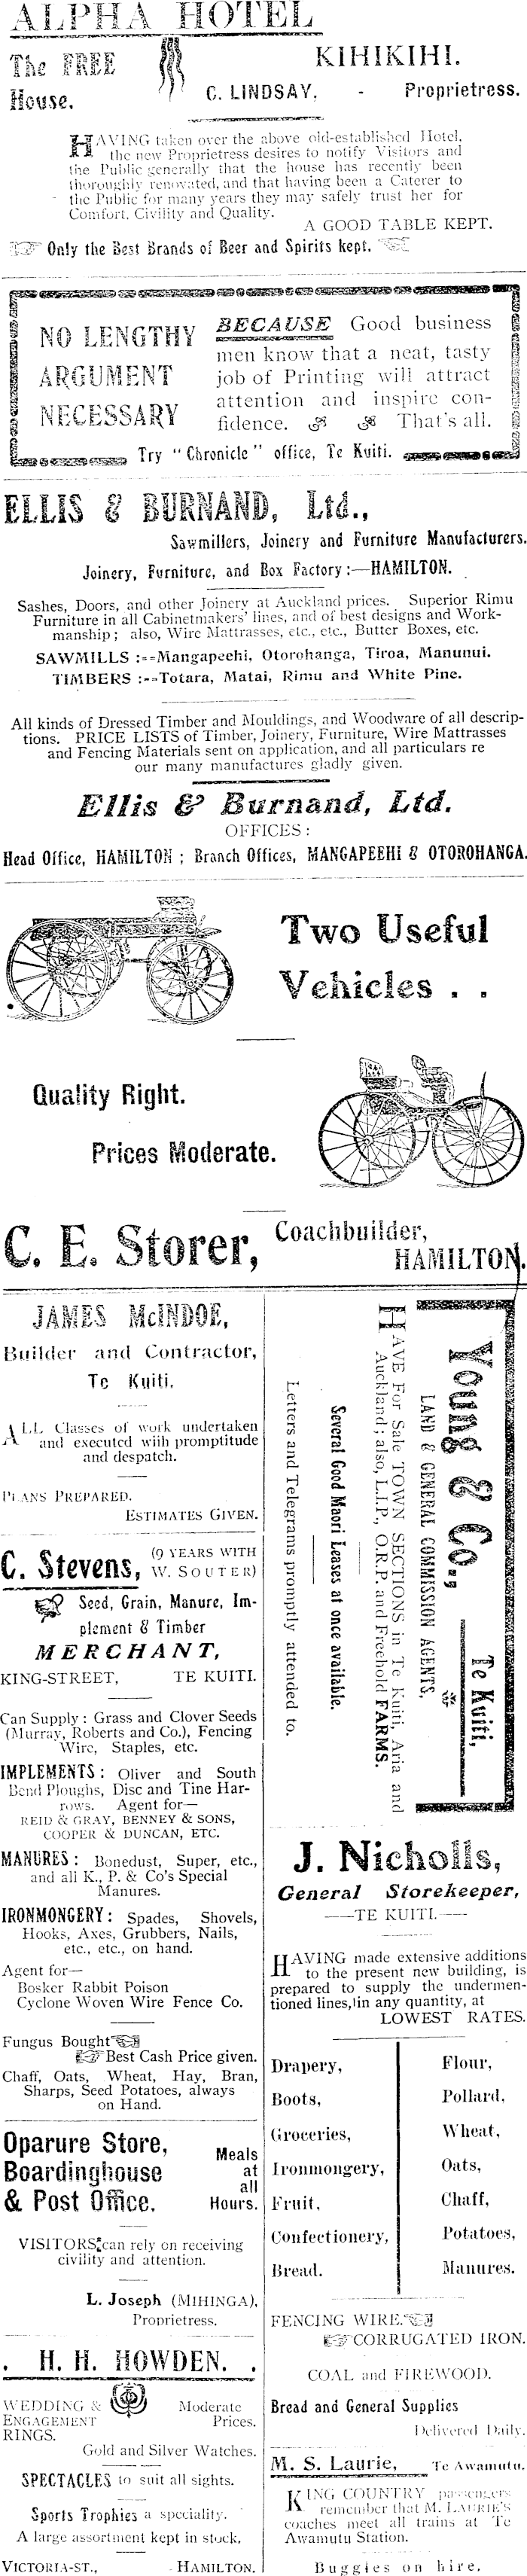 ALPHA HOTEL
The FREE
House.
KIHIKIHI.
C. LINDSAY. - Proprietress.
HAVING taken over the above old-established Hotel,
the new Proprietress desires to notify Visitors and
the Public generally that the house has recently been
thoroughly renovated, and that having been a Caterer to
the Public for many years they may safely trust her for
Comfort, Civility and Quality.
A GOOD TABLE KEPT.
Only the Best Brands of Beer and Spirits kept.
NO LENGTHY
ARGUMENT
NECESSARY
BECAUSE Good business
men know that a neat, tasty
job of Printing will attract
attention and inspire con-
fidence. That's all.
Try "Chronicle" office, Te Kuiti.
ELLIS & BURNAND, Ltd.,
Sawmillers, Joinery and Furniture Manufacturers.
Joinery, Furniture, and Box Factory:—HAMILTON.
Sashes, Doors, and other Joinery at Auckland prices. Superior Rimu
Furniture in all Cabinetmakers' lines, and of best designs and Work-
manship; also, Wire Mattrasses, etc., etc., Butter Boxes, etc.
SAWMILLS :--Mangapeehi, Otorohanga, Tiroa, Manunui.
TIMBERS :--Totara, Matai, Rimu and White Pine.
All kinds of Dressed Timber and Mouldings, and Woodware of all descrip-
tions. PRICE LISTS of Timber, Joinery, Furniture, Wire Mattrasses
and Fencing Materials sent on application, and all particulars re
our many manufactures gladly given.
Ellis & Burnand, Ltd.
OFFICES:
Head Office, HAMILTON; Branch Offices, MANGAPEEHI & OTOROHANGA.
Two Useful
Vehicles . .
Quality Right.
Prices Moderate.
C. E. Storer, Coachbuilder,
HAMILTON.
JAMES McINDOE,
Builder and Contractor,
Te Kuiti.
ALL Classes of work undertaken
and executed wiih promptitude
and despatch.
PLANS PREPARED.
ESTIMATES GIVEN.
C. Stevens, (9 YEARS WITH
W. SOUTER)
Seed, Grain, Manure, Im-
plement & Timber
MERCHANT,
KING-STREET, TE KUITI.
Can Supply: Grass and Clover Seeds
(Murray, Roberts and Co.), Fencing
Wire, Staples, etc.
IMPLEMENTS: Oliver and South
Bend Ploughs, Disc and Tine Har-
rows. Agent for—
REID & GRAY, BENNEY & SONS,
COOPER & DUNCAN, ETC.
MANURES: Bonedust, Super, etc.,
and all K., P. & Co's Special
Manures.
IRONMONGERY: Spades, Shovels,
Hooks, Axes, Grubbers, Nails,
etc., etc., on hand.
Agent for—
Bosker Rabbit Poison
Cyclone Woven Wire Fence Co.
Fungus Bought
Best Cash Price given.
Chaff, Oats, Wheat, Hay, Bran,
Sharps, Seed Potatoes, always
on Hand.
Oparure Store,
Boardinghouse
& Post Office.
Meals
at
all
Hours.
VISITORS can rely on receiving
civility and attention.
L. Joseph (MIHINGA),
Proprietress.
. H. H. HOWDEN. .
WEDDING &
ENGAGEMENT
RINGS.
Moderate
Prices.
Gold and Silver Watches.
SPECTACLES to suit all sights.
Sports Trophies a speciality.
A large assortment kept in stock.
VICTORIA-ST., - HAMILTON.
Young & Co.,
Te Kuiti,
LAND & GENERAL COMMISSION AGENTS,
HAVE For Sale TOWN SECTIONS in Te Kuiti, Aria and
Auckland; also, L.I.P., O.R.P. and Freehold FARMS.
Several Good Maori Leases at once available.
Letters and Telegrams promptly attended to.
J. Nicholls,
General Storekeeper,
—TE KUITI.—
HAVING made extensive additions
to the present new building, is
prepared to supply the undermen-
tioned lines, in any quantity, at
LOWEST RATES.
Drapery,
Boots,
Groceries,
Ironmongery,
Fruit,
Confectionery,
Bread.
Flour,
Pollard,
Wheat,
Oats,
Chaff,
Potatoes,
Manures.
FENCING WIRE.
CORRUGATED IRON.
COAL and FIREWOOD.
Bread and General Supplies
Delivered Daily.
M. S. Laurie, Te Awamutu.
KING COUNTRY passengers
remember that M. LAURIE'S
coaches meet all trains at Te
Awamutu Station.
Buggies on hire.